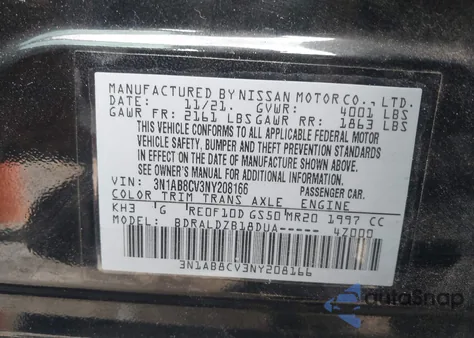 MANUFACTURED BY NISSAN MOTOR CO., LTD.
DATE: 11/21. GVWR: 4001 LBS
GAWR FR: 2161 LBS GAWR RR: 1863 LBS
THIS VEHICLE CONFORMS TO ALL APPLICABLE FEDERAL MOTOR
VEHICLE SAFETY, BUMPER AND THEFT PREVENTION STANDARDS
IN EFFECT ON THE DATE OF MANUFACTURE SHOWN ABOVE.
SEE OWNER'S MANUAL FOR ADDITIONAL INFORMATION.
VIN: 3N1AB8CV3NY208166 PASSENGER CAR.
COLOR TRIM TRANS AXLE ENGINE
KH3 G RE0F10D GS50 MR20 1997 CC
MODEL: BDRALDZB18DUA----- 4Z000
3N1AB8CV3NY208166
autoSnap